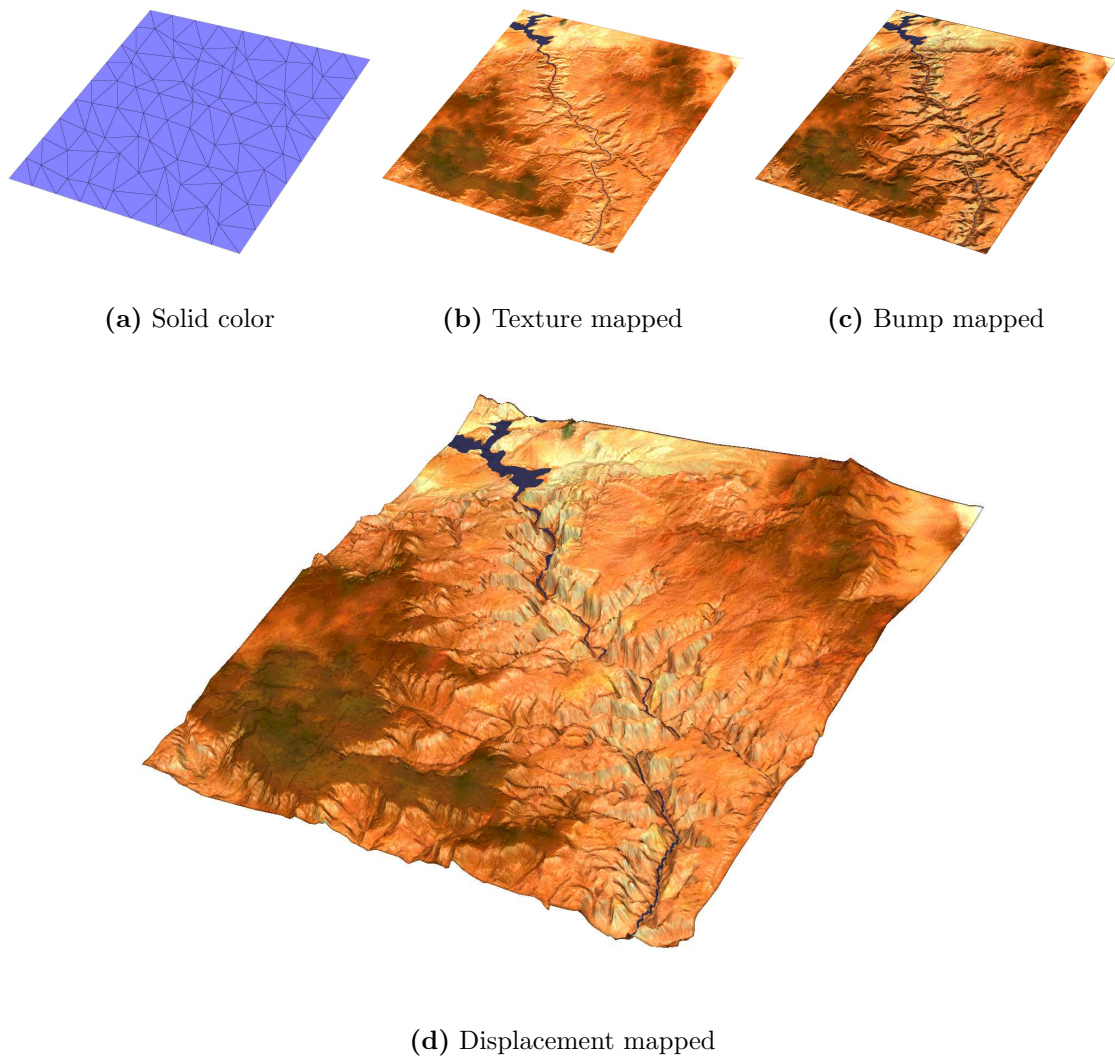 (a) Solid color
(b) Texture mapped
(c) Bump mapped
(d) Displacement mapped